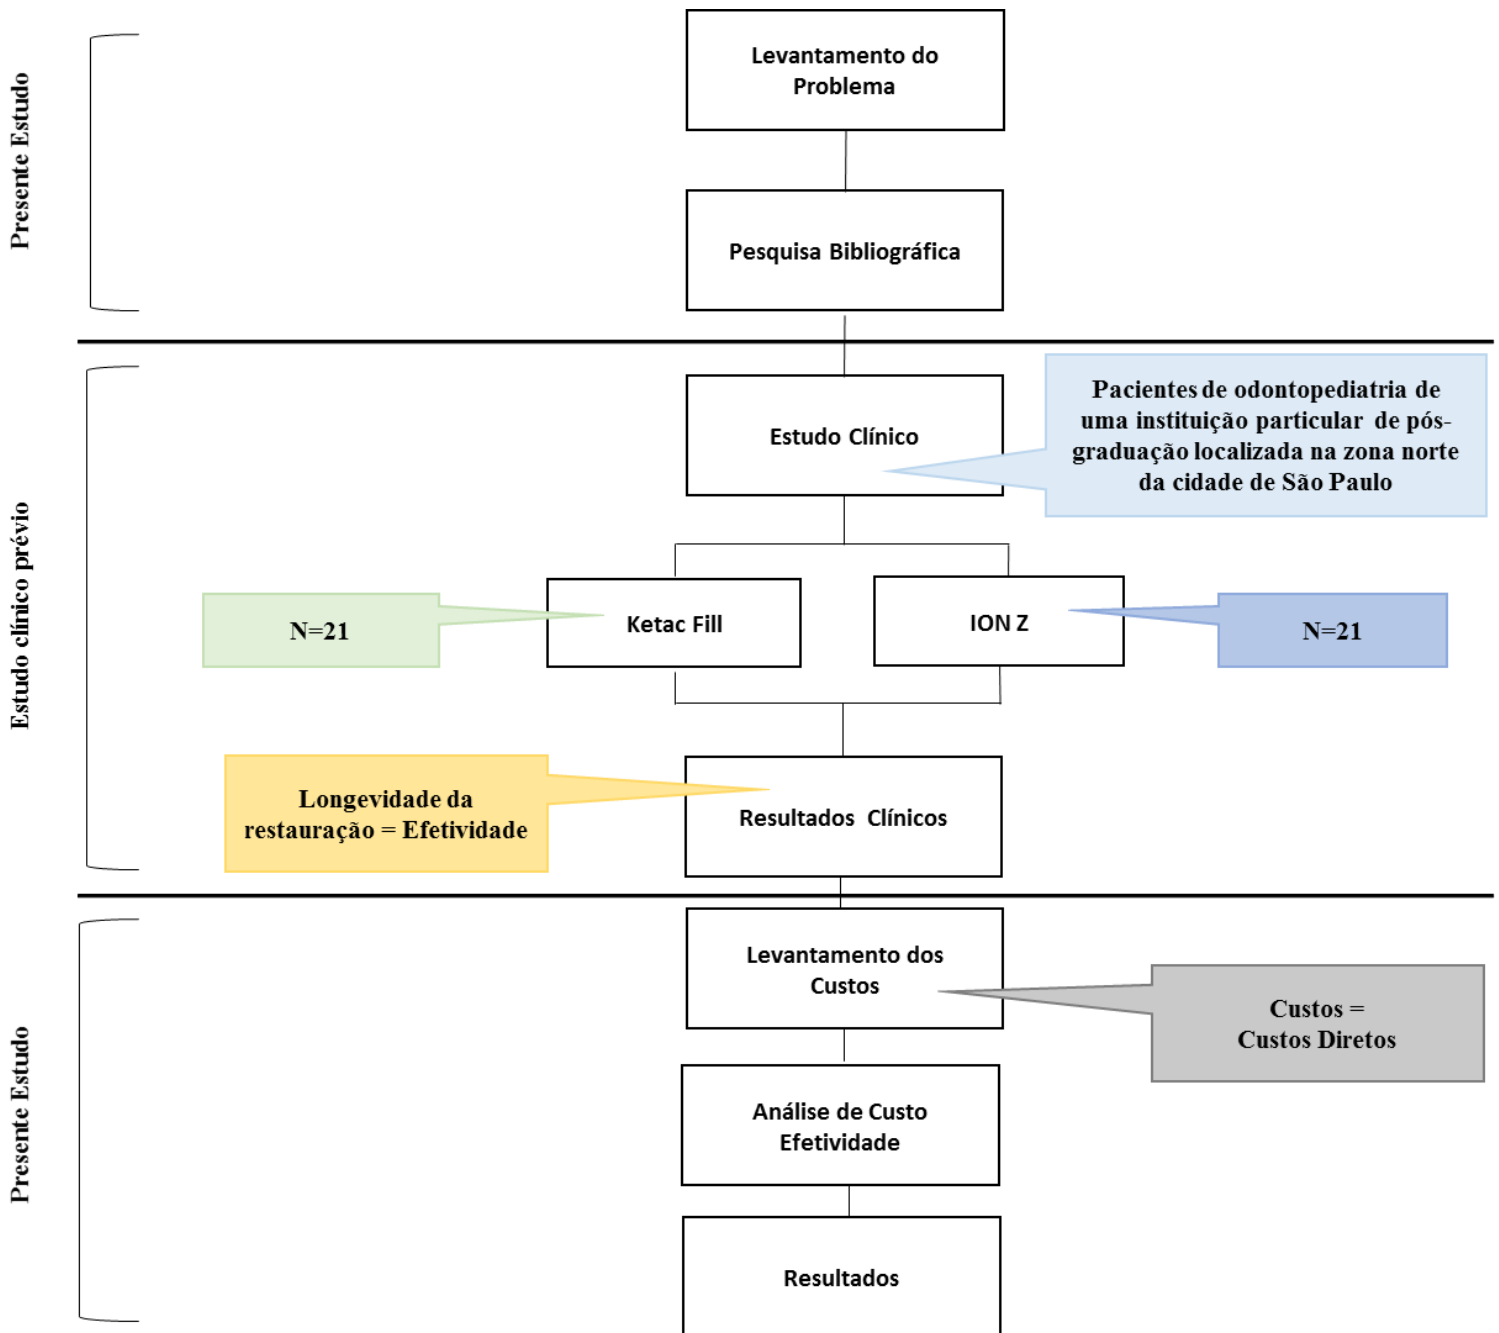 Presente Estudo
Levantamento do
Problema
Pesquisa Bibliográfica
Estudo clínico prévio
Estudo Clínico
Pacientes de odontopediatria de
uma instituição particular de pós-
graduação localizada na zona norte
da cidade de São Paulo
N=21
Ketac Fill
ION Z
N=21
Longevidade da
restauração = Efetividade
Resultados Clínicos
Presente Estudo
Levantamento dos
Custos
Custos =
Custos Diretos
Análise de Custo
Efetividade
Resultados